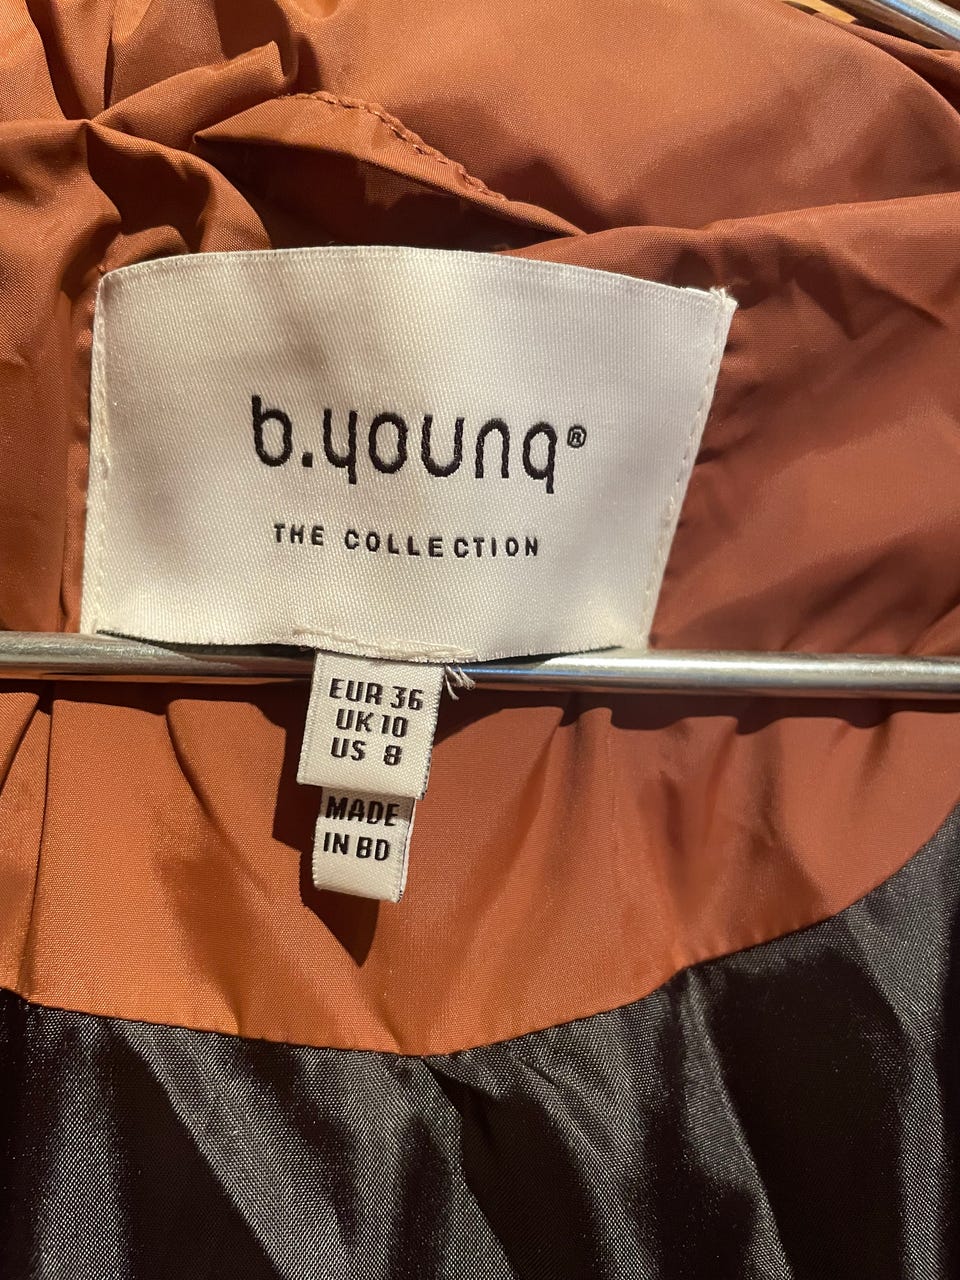 b.young®
THE COLLECTION
EUR 36
UK 10
US 8
MADE
IN BD